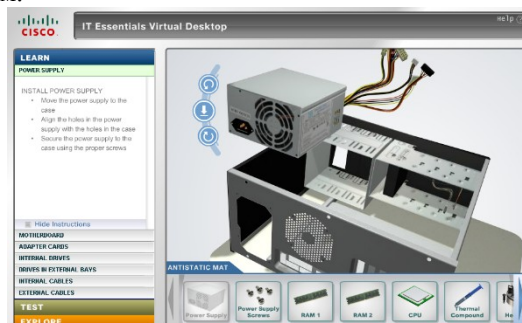 CISCO
IT Essentials Virtual Desktop
Help
LEARN
POWER SUPPLY
INSTALL POWER SUPPLY
• Move the power supply to the
case
• Align the holes in the power
supply with the holes in the case
• Secure the power supply to the
case using the proper screws
Hide Instructions
MOTHERBOARD
ADAPTER CARDS
INTERNAL DRIVES
DRIVES IN EXTERNAL BAYS
INTERNAL CABLES
EXTERNAL CABLES
TEST
EXPLORE
ANTISTATIC MAT
Power Supply
Power Supply
Screws
RAM 1
RAM 2
CPU
Thermal
Compound
He